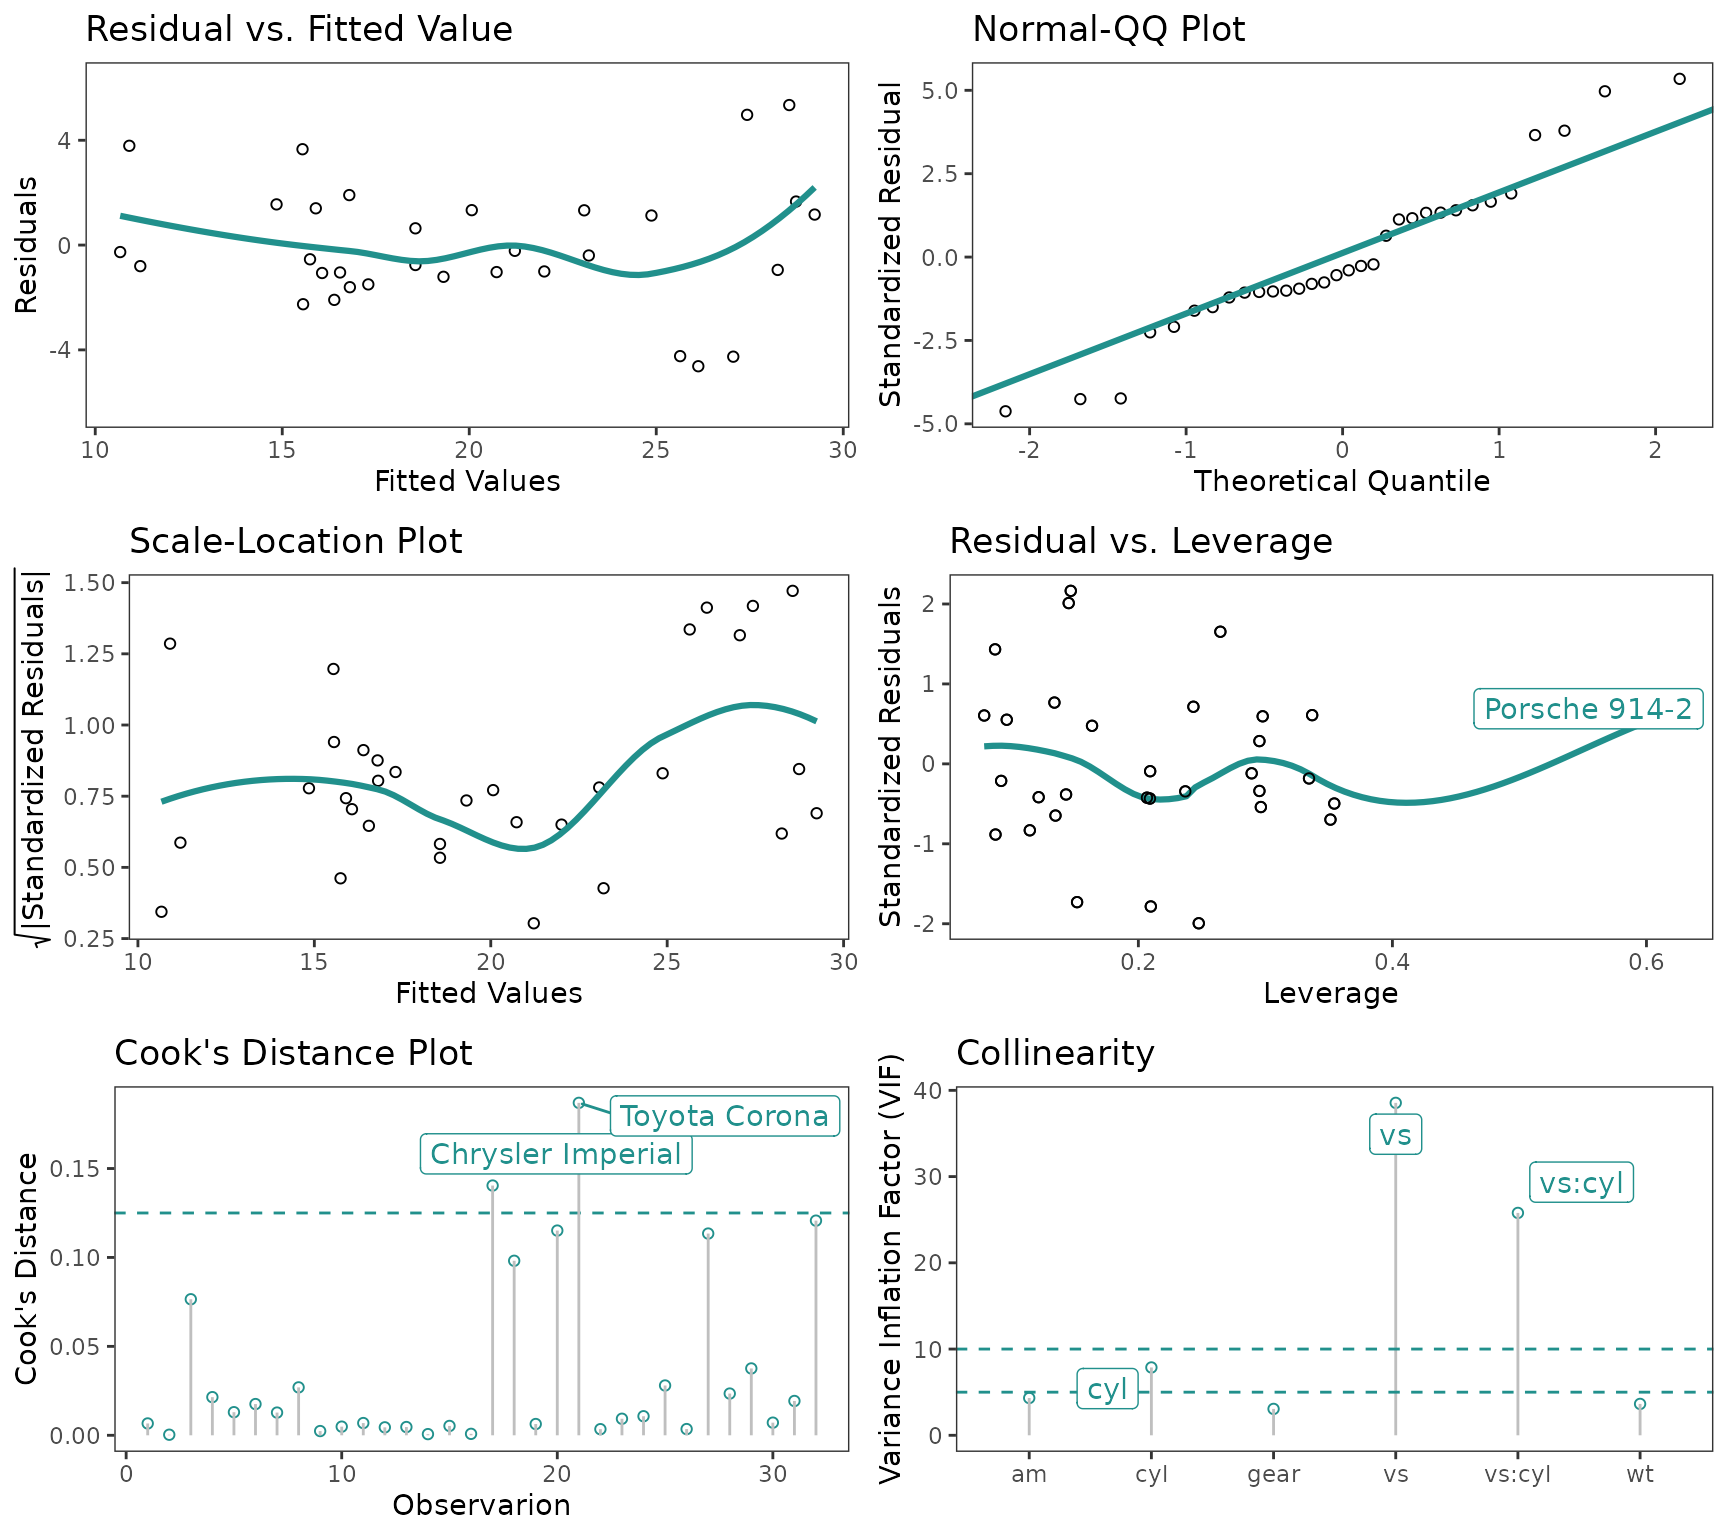 Residual vs. Fitted Value
Residuals
4
0
-4
10 15 20 25 30
Fitted Values
Normal-QQ Plot
Standardized Residual
5.0
2.5
0.0
-2.5
-5.0
-2 -1 0 1 2
Theoretical Quantile
Scale-Location Plot
√|Standardized Residuals|
1.50
1.25
1.00
0.75
0.50
0.25
10 15 20 25 30
Fitted Values
Residual vs. Leverage
Standardized Residuals
2
1
0
-1
-2
Porsche 914-2
0.2 0.4 0.6
Leverage
Cook's Distance Plot
Cook's Distance
Toyota Corona
Chrysler Imperial
0.15
0.10
0.05
0.00
0 10 20 30
Observarion
Collinearity
Variance Inflation Factor (VIF)
40
30
20
10
0
vs
vs:cyl
cyl
am cyl gear vs vs:cyl wt